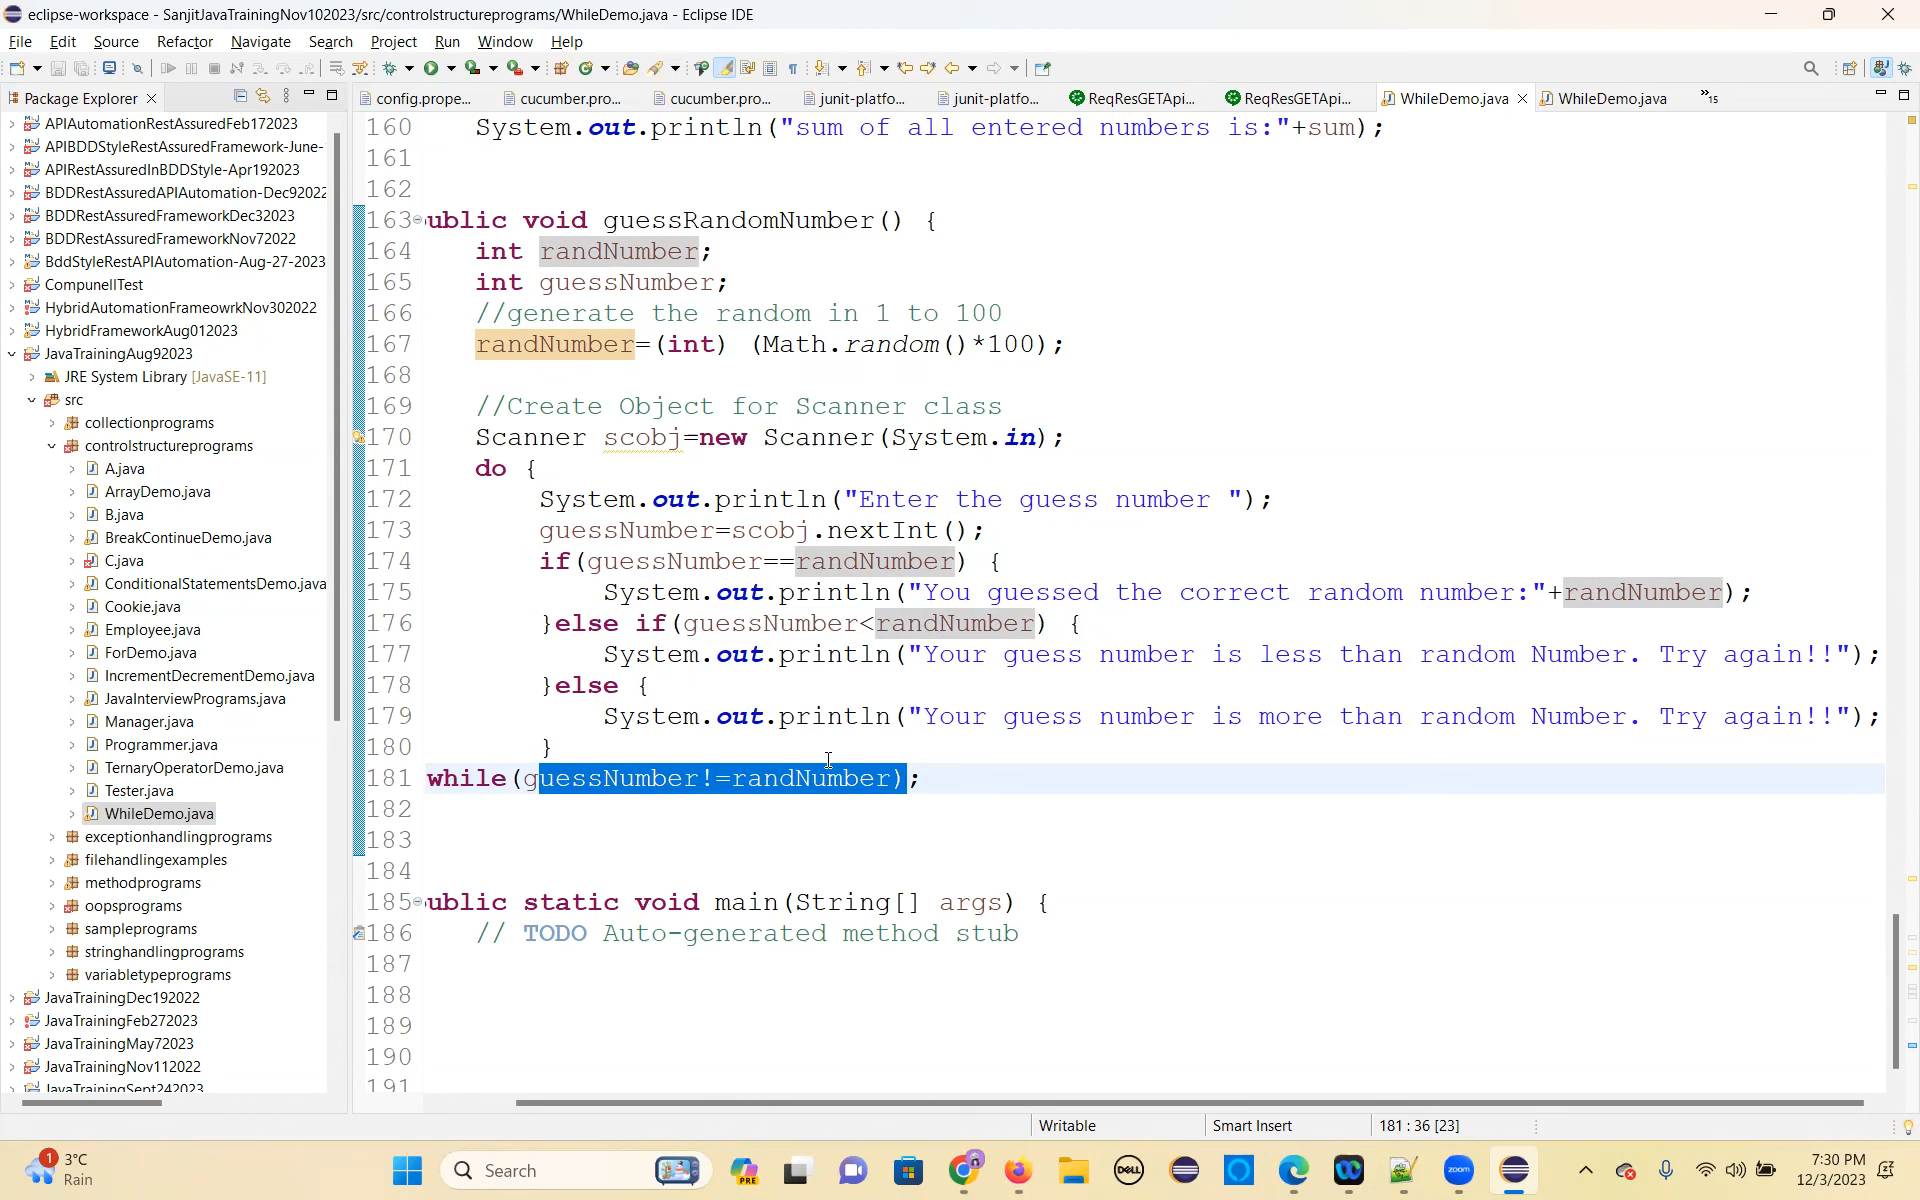 eclipse-workspace - SanjitJavaTrainingNov102023/src/controlstructureprograms/WhileDemo.java - Eclipse IDE
File Edit Source Refactor Navigate Search Project Run Window Help
Package Explorer
config.prope...
cucumber.pro...
cucumber.pro...
junit-platfo...
junit-platfo...
ReqResGETApi...
ReqResGETApi...
WhileDemo.java
WhileDemo.java
»15
APIAutomationRestAssuredFeb172023
APIBDDStyleRestAssuredFramework-June-
APIRestAssuredInBDDStyle-Apr192023
BDDRestAssuredAPIAutomation-Dec92022
BDDRestAssuredFrameworkDec32023
BDDRestAssuredFrameworkNov72022
BddStyleRestAPIAutomation-Aug-27-2023
CompunellTest
HybridAutomationFrameowrkNov302022
HybridFrameworkAug012023
JavaTrainingAug92023
JRE System Library [JavaSE-11]
src
collectionprograms
controlstructureprograms
A.java
ArrayDemo.java
B.java
BreakContinueDemo.java
C.java
ConditionalStatementsDemo.java
Cookie.java
Employee.java
ForDemo.java
IncrementDecrementDemo.java
JavaInterviewPrograms.java
Manager.java
Programmer.java
TernaryOperatorDemo.java
Tester.java
WhileDemo.java
exceptionhandlingprograms
filehandlingexamples
methodprograms
oopsprograms
sampleprograms
stringhandlingprograms
variabletypeprograms
JavaTrainingDec192022
JavaTrainingFeb272023
JavaTrainingMay72023
JavaTrainingNov112022
JavaTrainingSept242023
160 System.out.println("sum of all entered numbers is:"+sum);
161
162
163 ublic void guessRandomNumber() {
164 int randNumber;
165 int guessNumber;
166 //generate the random in 1 to 100
167 randNumber=(int) (Math.random()*100);
168
169 //Create Object for Scanner class
170 Scanner scobj=new Scanner(System.in);
171 do {
172 System.out.println("Enter the guess number ");
173 guessNumber=scobj.nextInt();
174 if(guessNumber==randNumber) {
175 System.out.println("You guessed the correct random number:"+randNumber);
176 }else if(guessNumber<randNumber) {
177 System.out.println("Your guess number is less than random Number. Try again!!");
178 }else {
179 System.out.println("Your guess number is more than random Number. Try again!!");
180 }
181 while(guessNumber!=randNumber);
182
183
184
185 ublic static void main(String[] args) {
186 // TODO Auto-generated method stub
187
188
189
190
191
Writable
Smart Insert
181 : 36 [23]
1
3°C
Rain
Search
PRE
DELL
zoom
7:30 PM
12/3/2023